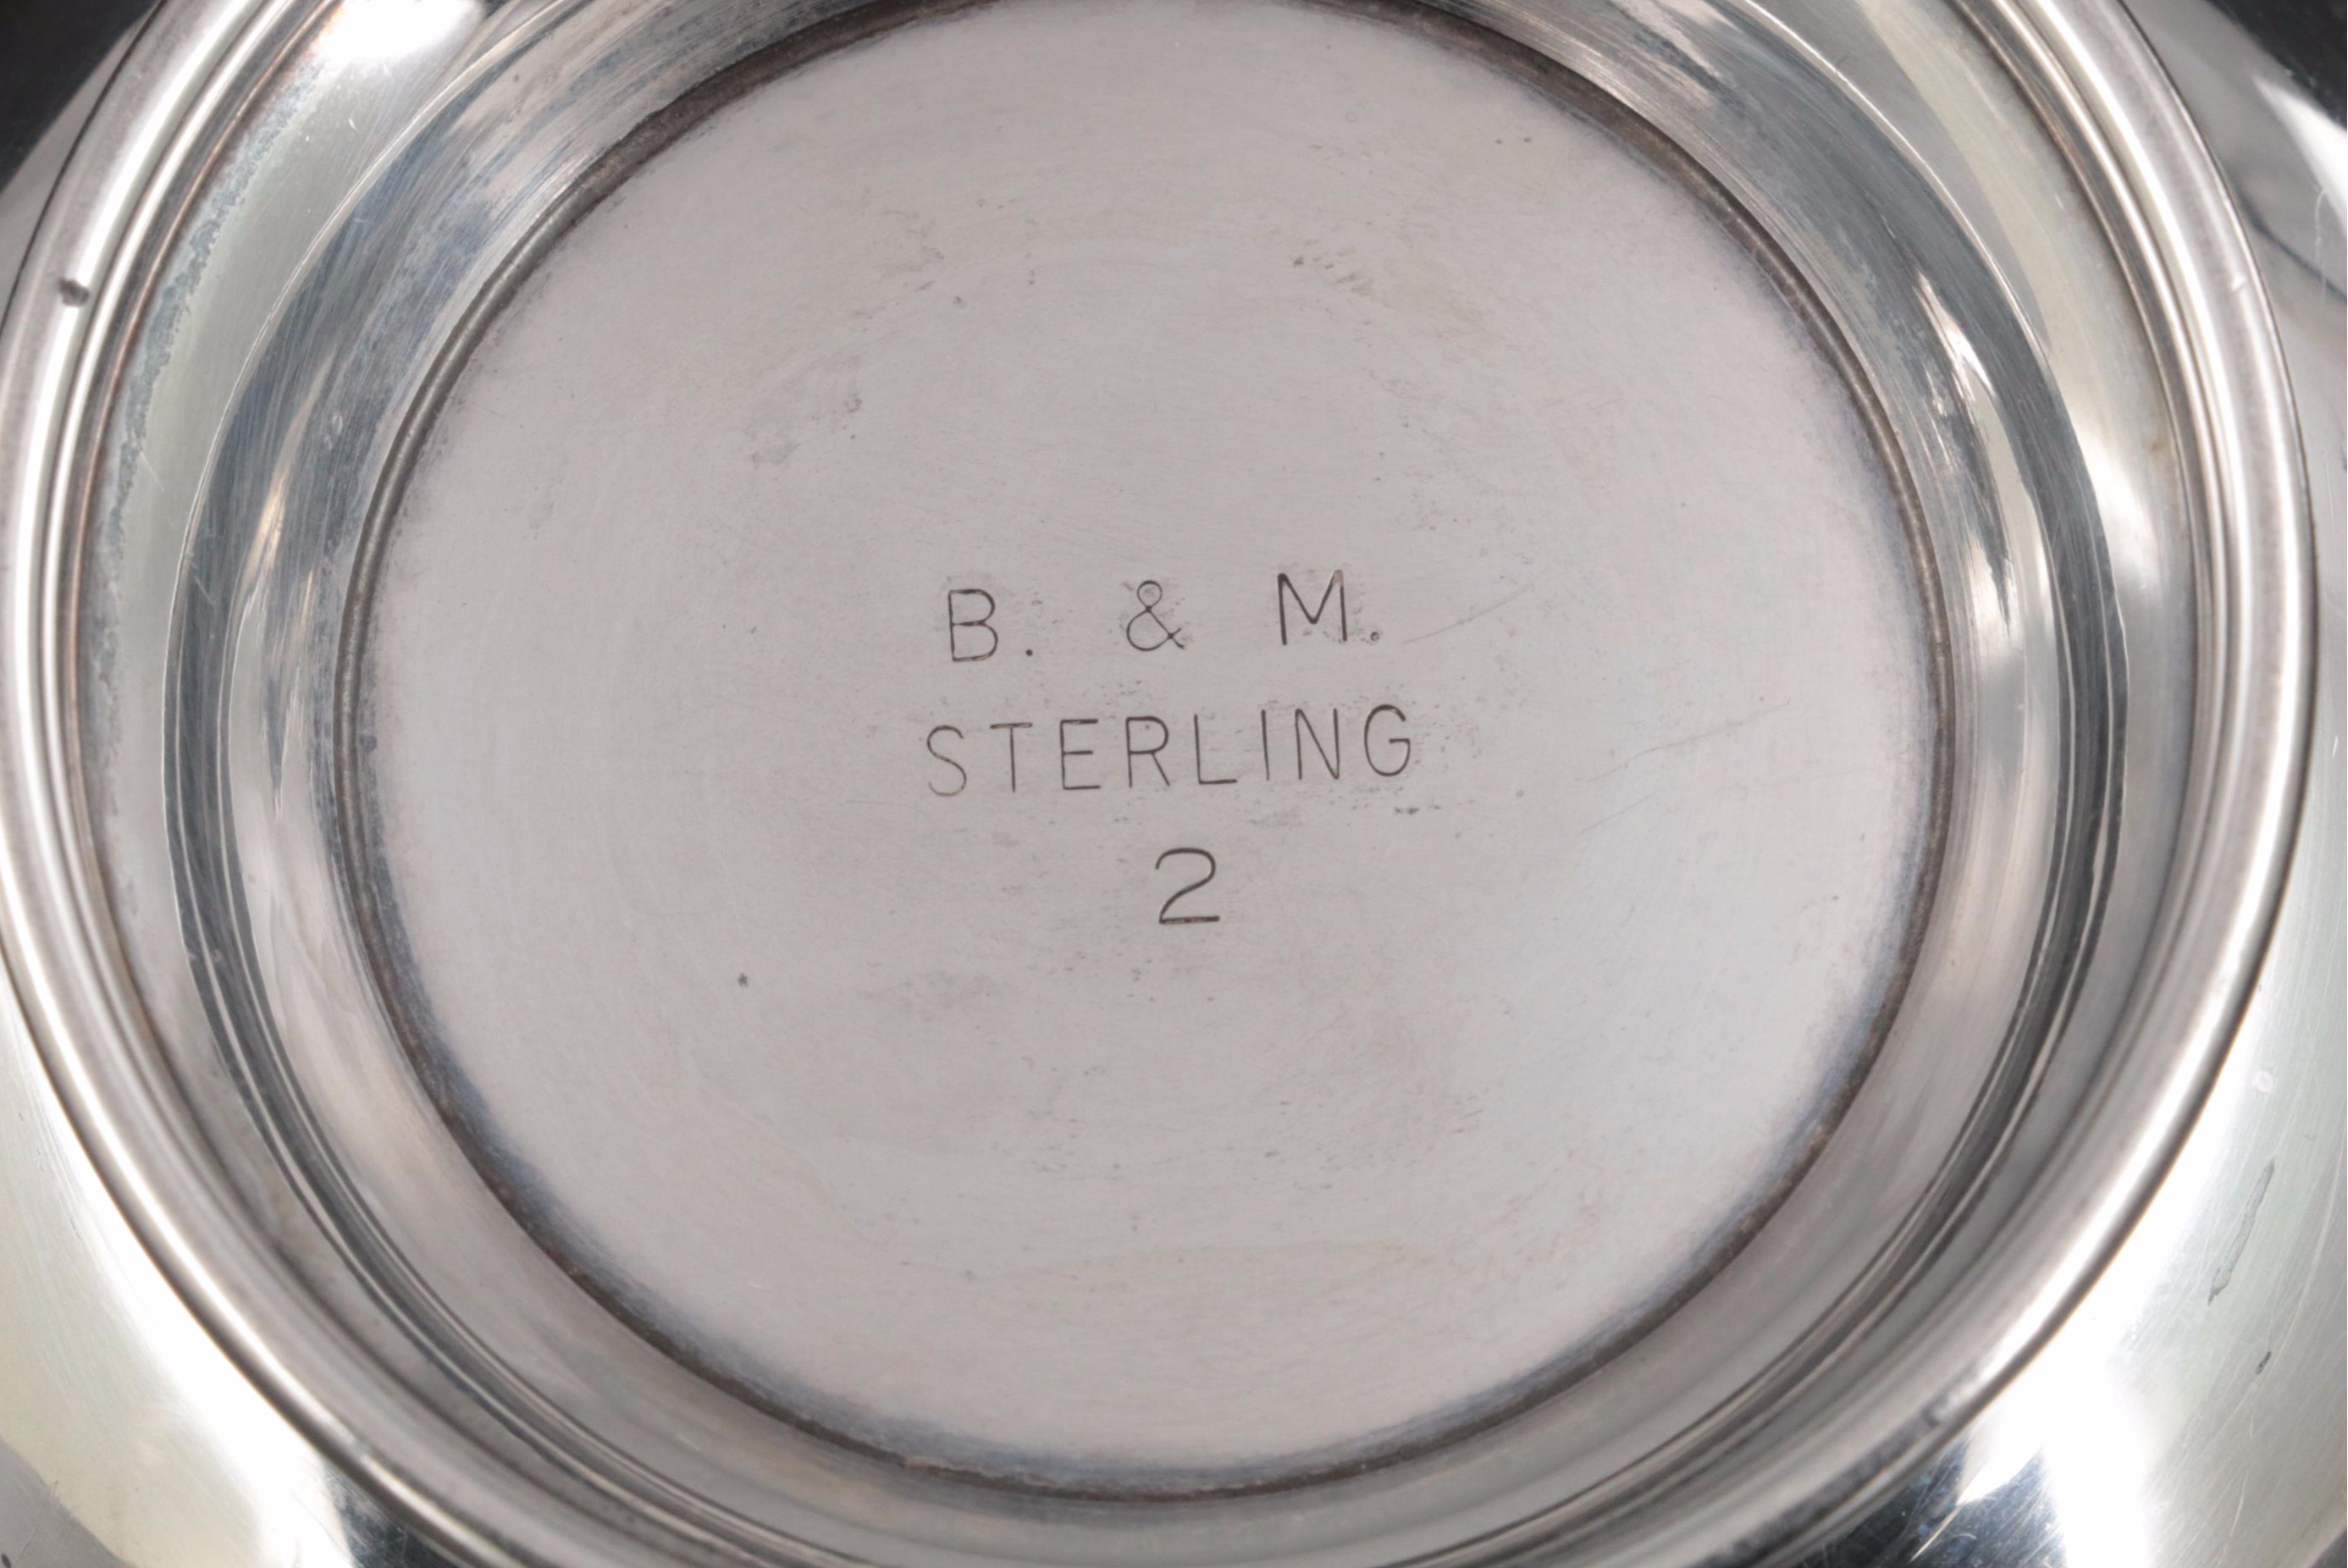 B. & M.
STERLING
2